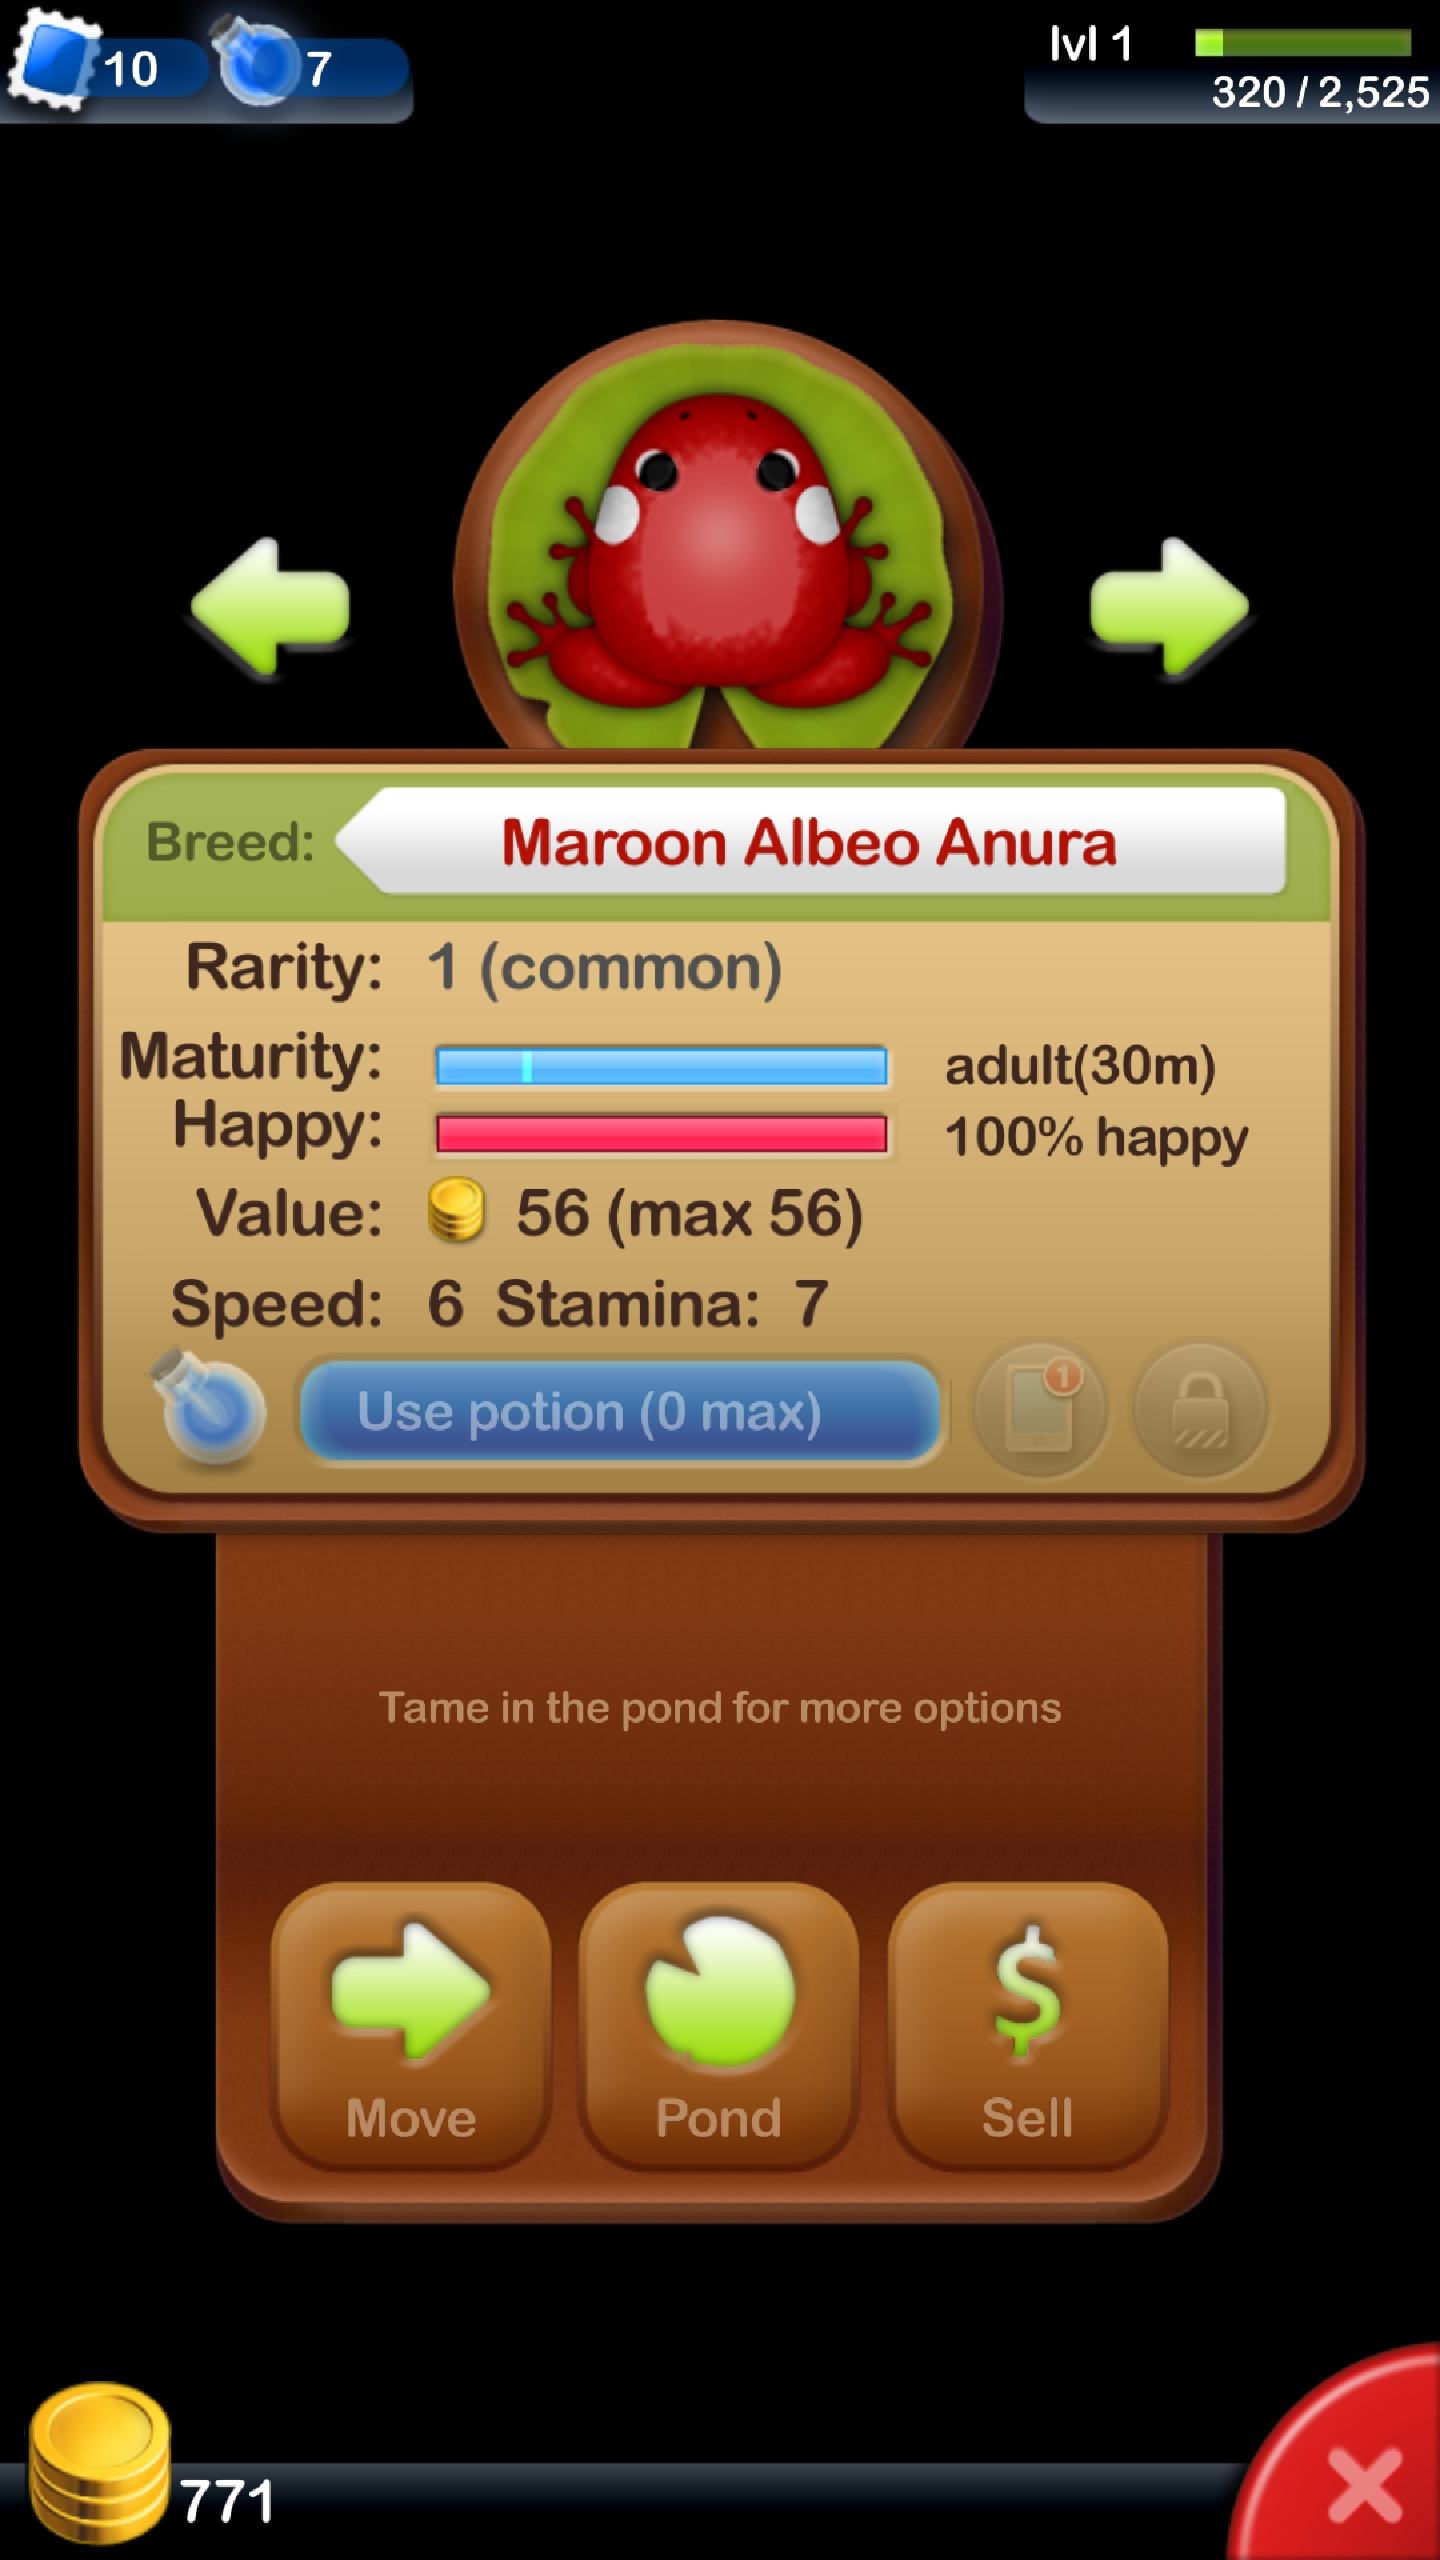 10
7
lvl 1
320 / 2,525
Breed: Maroon Albeo Anura
Rarity: 1 (common)
Maturity: adult(30m)
Happy: 100% happy
Value: 56 (max 56)
Speed: 6 Stamina: 7
Use potion (0 max)
1
Tame in the pond for more options
Move Pond Sell
771